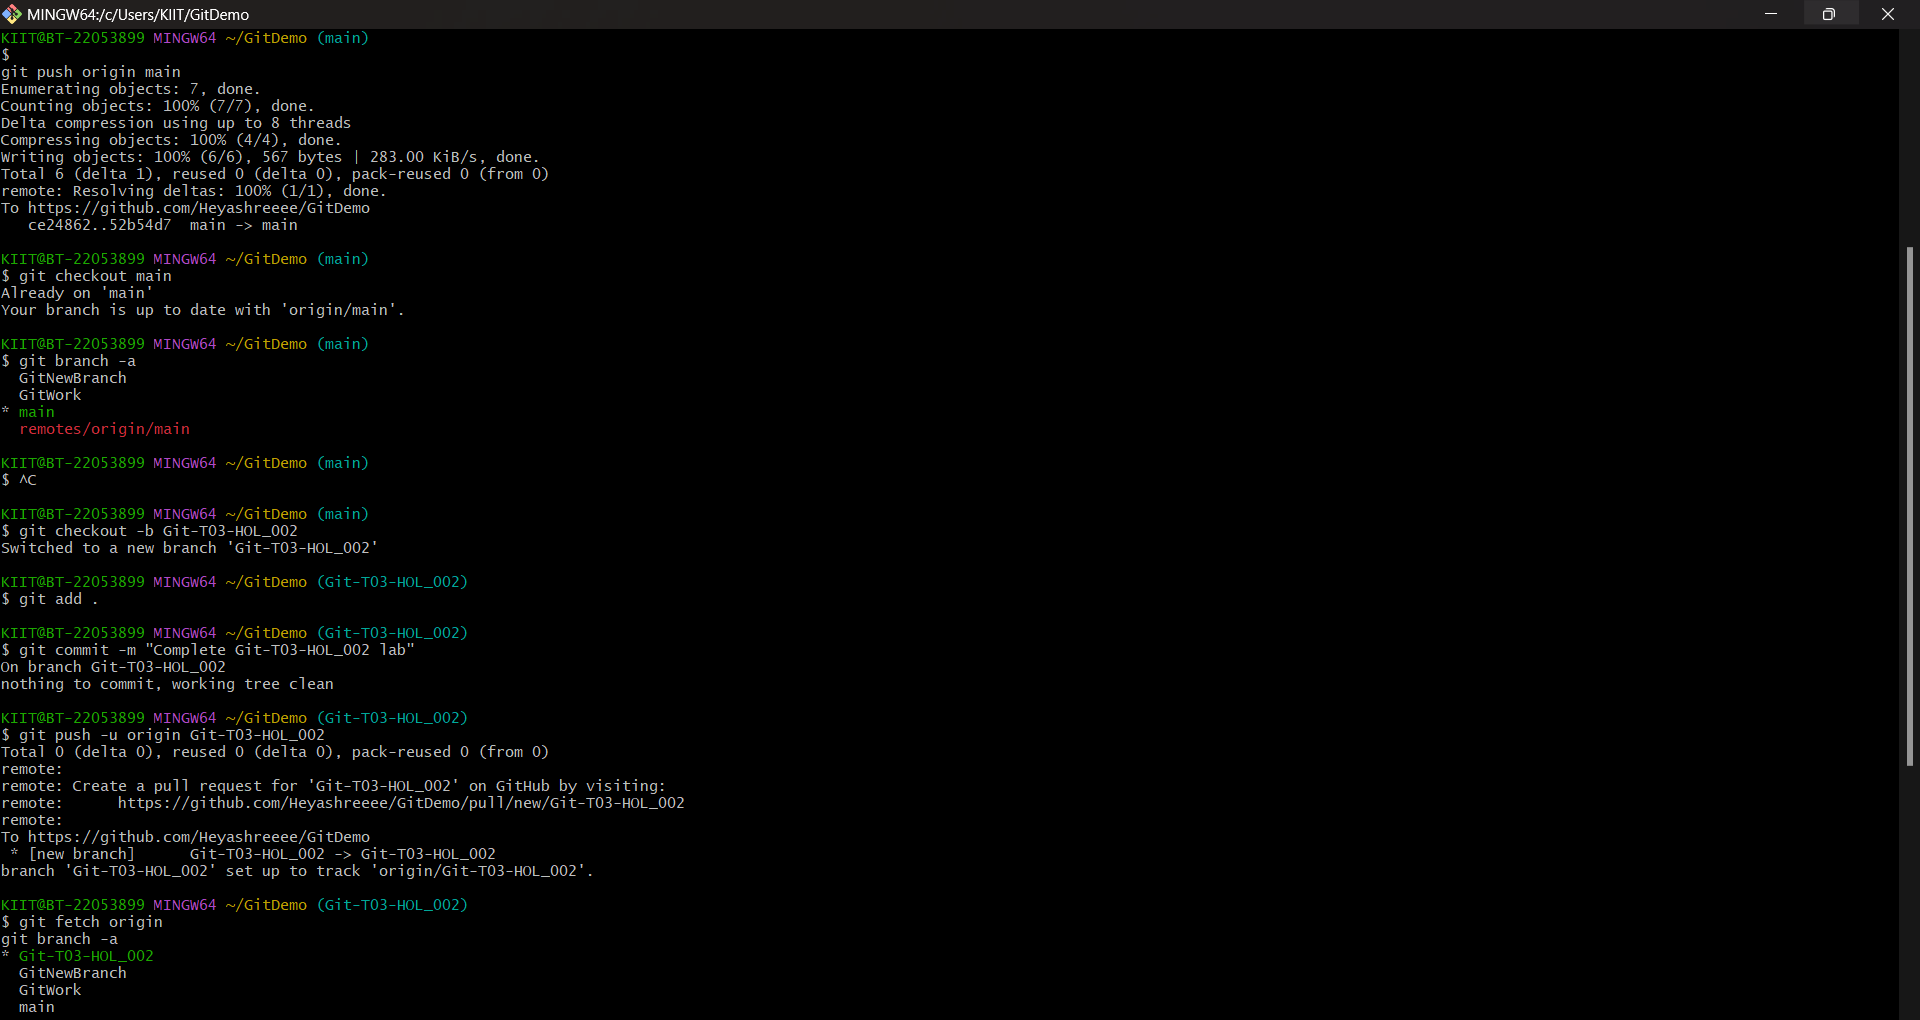 MINGW64:/c/Users/KIIT/GitDemo
KIIT@BT-22053899 MINGW64 ~/GitDemo (main)
$
git push origin main
Enumerating objects: 7, done.
Counting objects: 100% (7/7), done.
Delta compression using up to 8 threads
Compressing objects: 100% (4/4), done.
Writing objects: 100% (6/6), 567 bytes | 283.00 KiB/s, done.
Total 6 (delta 1), reused 0 (delta 0), pack-reused 0 (from 0)
remote: Resolving deltas: 100% (1/1), done.
To https://github.com/Heyashreeee/GitDemo
   ce24862..52b54d7  main -> main
KIIT@BT-22053899 MINGW64 ~/GitDemo (main)
$ git checkout main
Already on 'main'
Your branch is up to date with 'origin/main'.
KIIT@BT-22053899 MINGW64 ~/GitDemo (main)
$ git branch -a
  GitNewBranch
  GitWork
* main
  remotes/origin/main
KIIT@BT-22053899 MINGW64 ~/GitDemo (main)
$ ^C
KIIT@BT-22053899 MINGW64 ~/GitDemo (main)
$ git checkout -b Git-T03-HOL_002
Switched to a new branch 'Git-T03-HOL_002'
KIIT@BT-22053899 MINGW64 ~/GitDemo (Git-T03-HOL_002)
$ git add .
KIIT@BT-22053899 MINGW64 ~/GitDemo (Git-T03-HOL_002)
$ git commit -m "Complete Git-T03-HOL_002 lab"
On branch Git-T03-HOL_002
nothing to commit, working tree clean
KIIT@BT-22053899 MINGW64 ~/GitDemo (Git-T03-HOL_002)
$ git push -u origin Git-T03-HOL_002
Total 0 (delta 0), reused 0 (delta 0), pack-reused 0 (from 0)
remote:
remote: Create a pull request for 'Git-T03-HOL_002' on GitHub by visiting:
remote:      https://github.com/Heyashreeee/GitDemo/pull/new/Git-T03-HOL_002
remote:
To https://github.com/Heyashreeee/GitDemo
 * [new branch]      Git-T03-HOL_002 -> Git-T03-HOL_002
branch 'Git-T03-HOL_002' set up to track 'origin/Git-T03-HOL_002'.
KIIT@BT-22053899 MINGW64 ~/GitDemo (Git-T03-HOL_002)
$ git fetch origin
git branch -a
* Git-T03-HOL_002
  GitNewBranch
  GitWork
  main